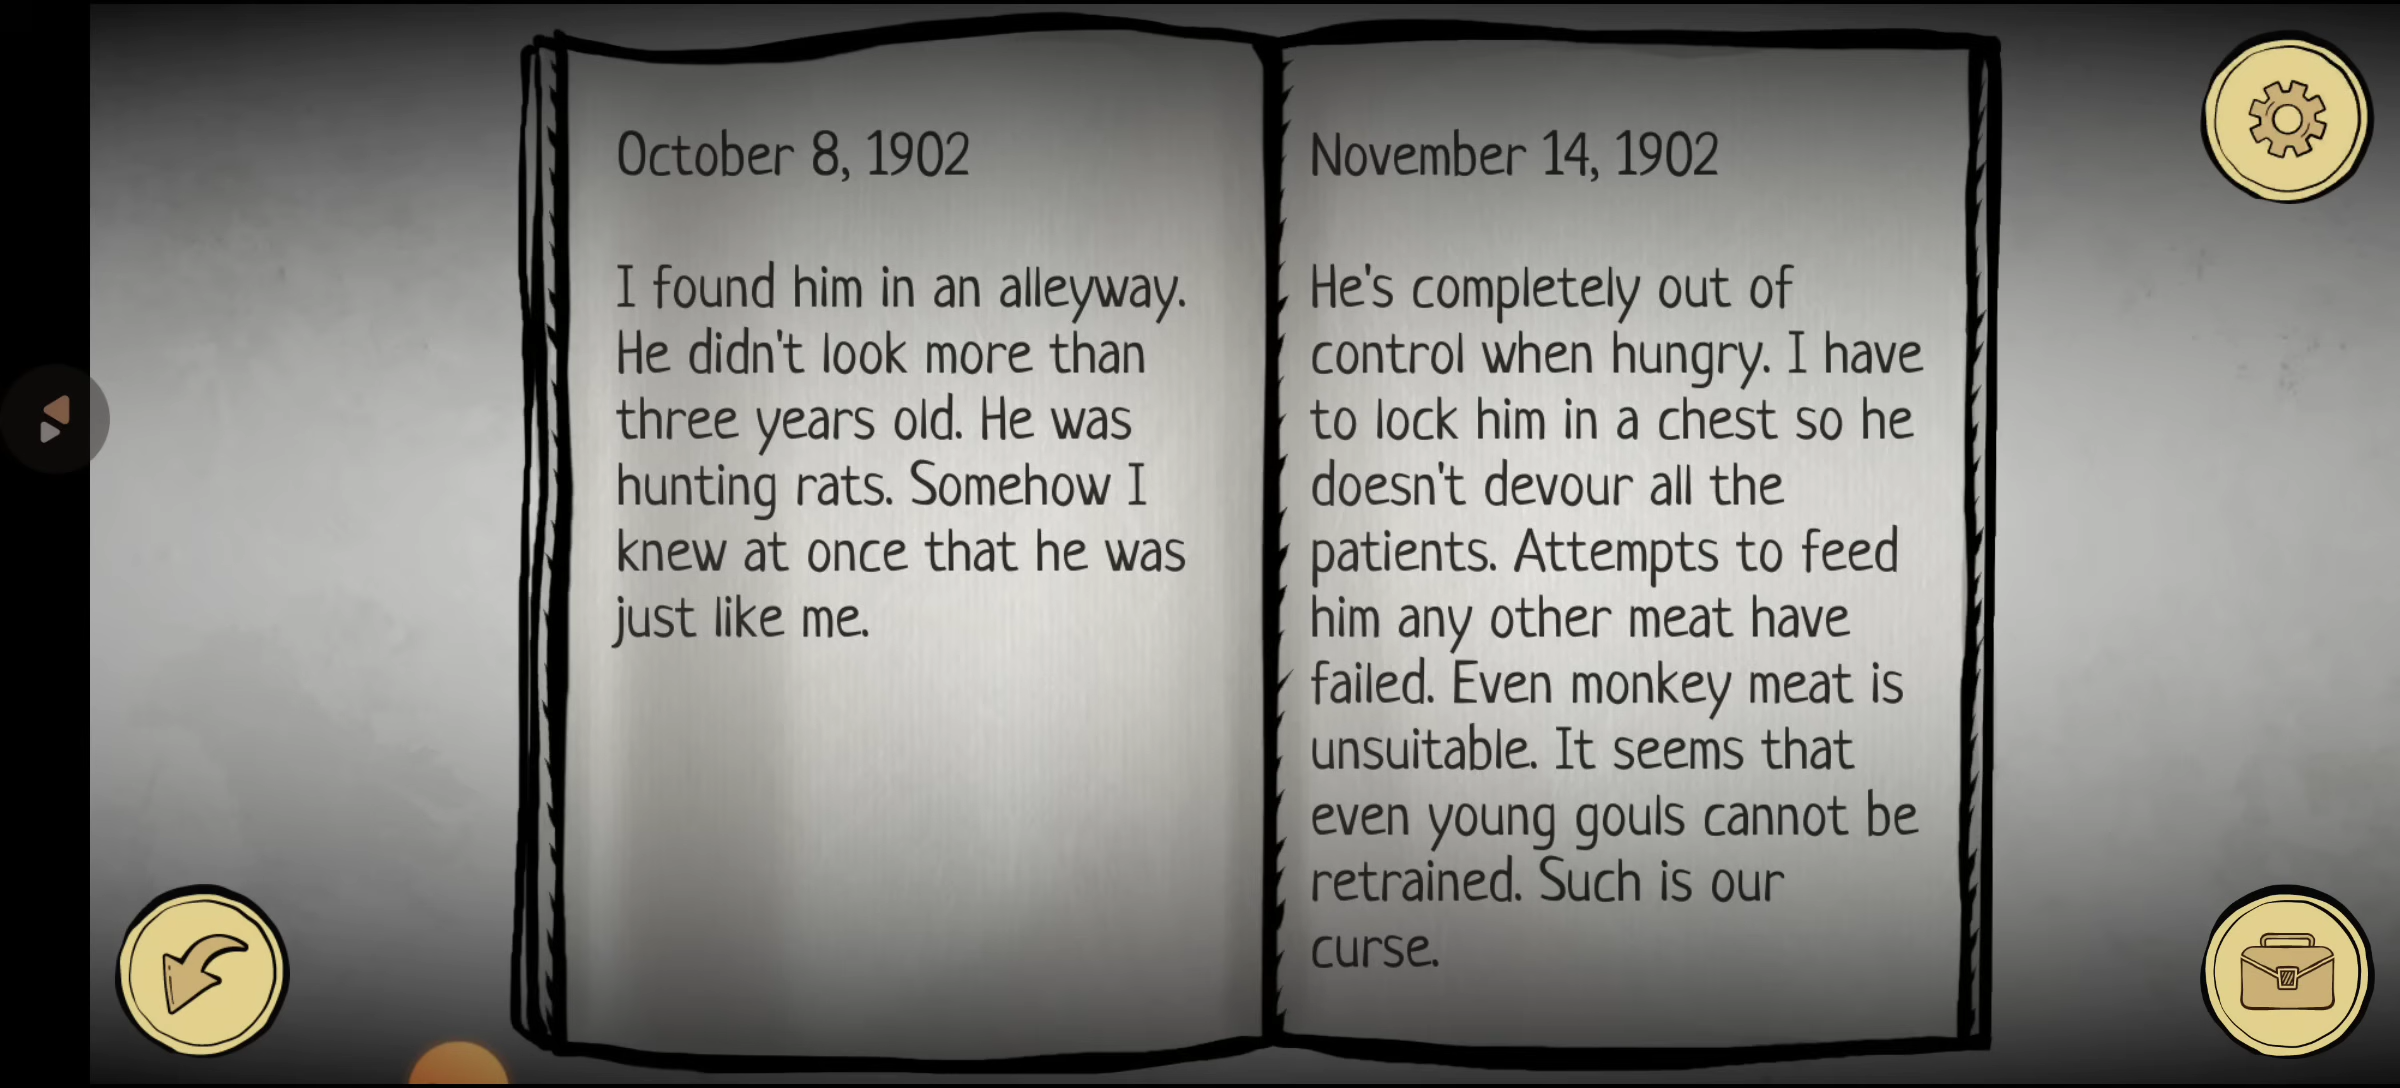 October 8, 1902
I found him in an alleyway.
He didn't look more than
three years old. He was
hunting rats. Somehow I
knew at once that he was
just like me.
November 14, 1902
He's completely out of
control when hungry. I have
to lock him in a chest so he
doesn't devour all the
patients. Attempts to feed
him any other meat have
failed. Even monkey meat is
unsuitable. It seems that
even young gouls cannot be
retrained. Such is our
curse.